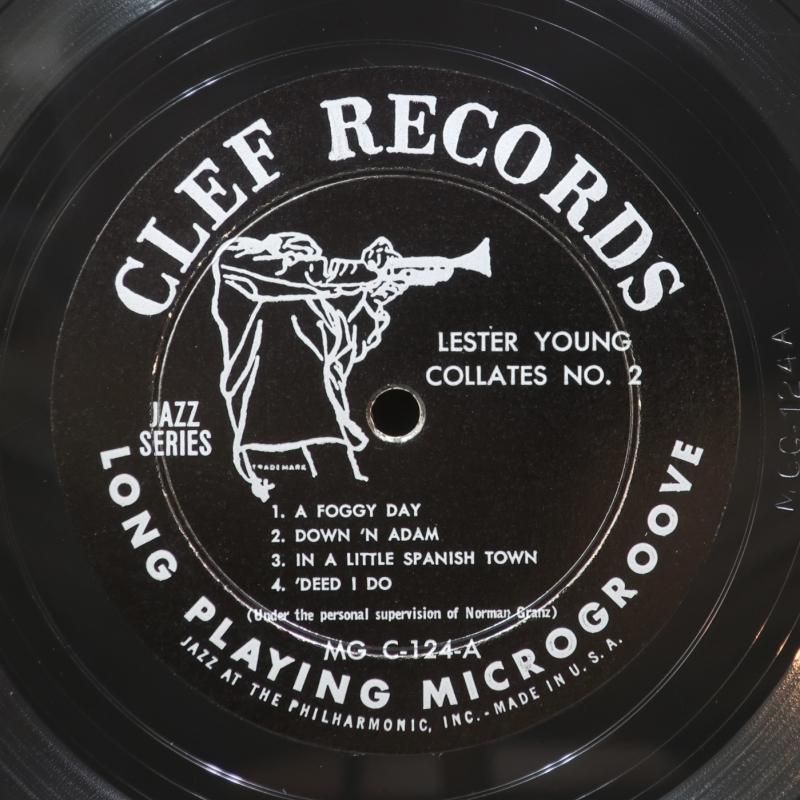 CLEF RECORDS
LESTER YOUNG
COLLATES NO. 2
JAZZ
SERIES
TRADEMARK
1. A FOGGY DAY
2. DOWN 'N ADAM
3. IN A LITTLE SPANISH TOWN
4. 'DEED I DO
(Under the personal supervision of Norman Granz)
MG C-124-A
LONG PLAYING MICROGROOVE
JAZZ AT THE PHILHARMONIC, INC. - MADE IN U.S.A.
MCG-124A